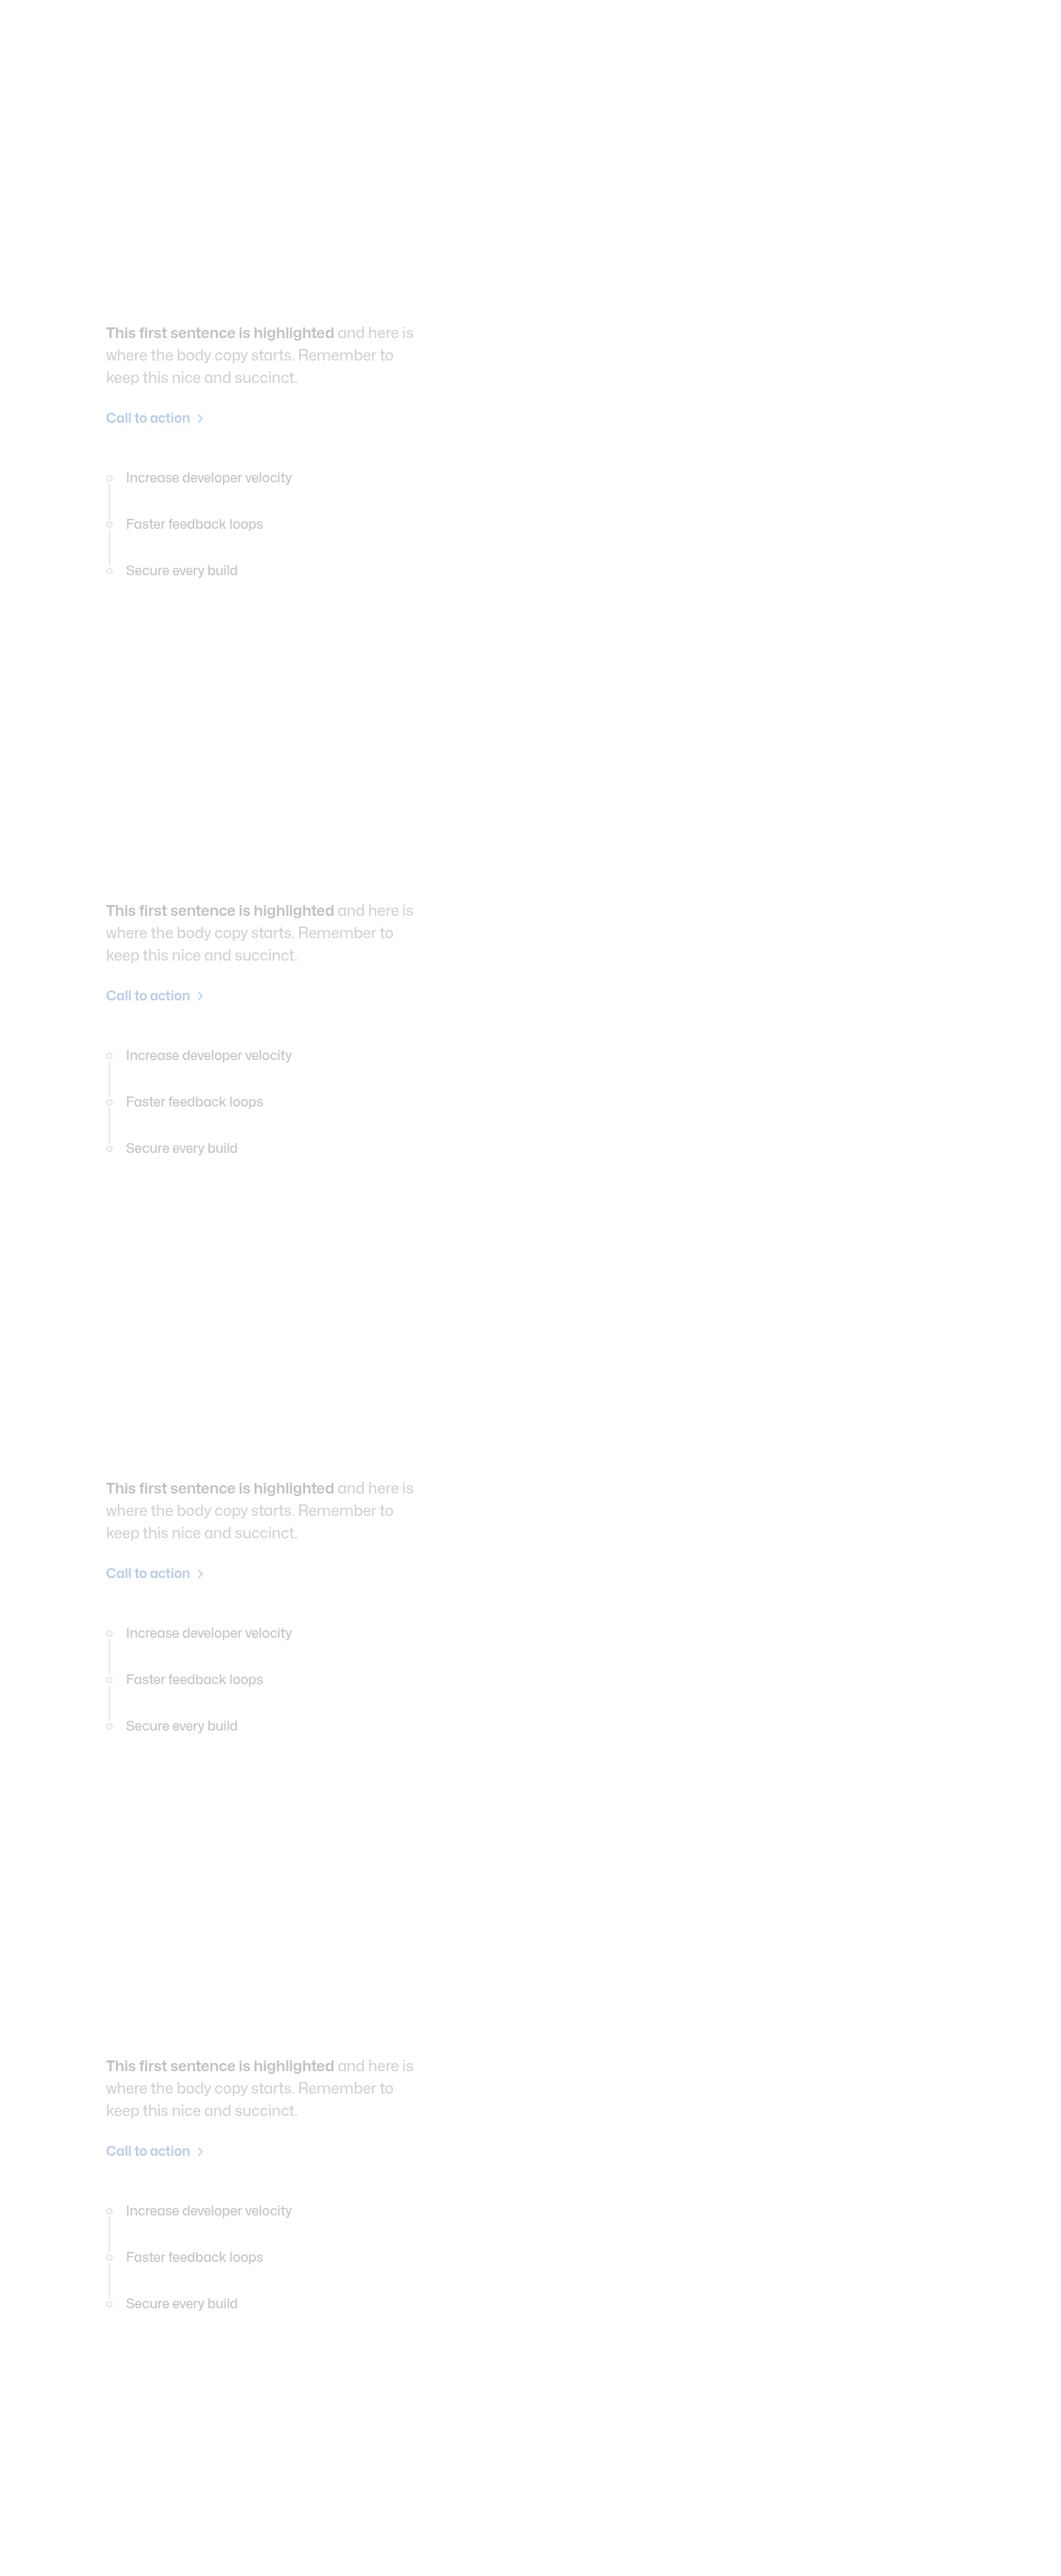 This first sentence is highlighted and here is
where the body copy starts. Remember to
keep this nice and succinct.
Call to action
Increase developer velocity
Faster feedback loops
Secure every build
This first sentence is highlighted and here is
where the body copy starts. Remember to
keep this nice and succinct.
Call to action
Increase developer velocity
Faster feedback loops
Secure every build
This first sentence is highlighted and here is
where the body copy starts. Remember to
keep this nice and succinct.
Call to action
Increase developer velocity
Faster feedback loops
Secure every build
This first sentence is highlighted and here is
where the body copy starts. Remember to
keep this nice and succinct.
Call to action
Increase developer velocity
Faster feedback loops
Secure every build